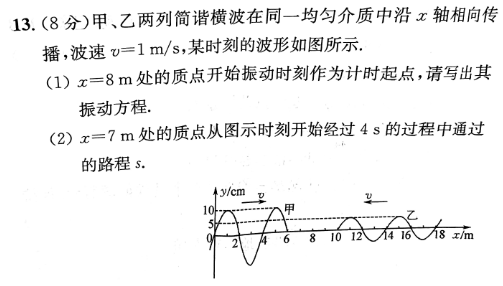 13. (8 分)甲、乙两列简谐横波在同一均匀介质中沿 x 轴相向传
播,波速 v=1 m/s,某时刻的波形如图所示.
(1) x=8 m 处的质点开始振动时刻作为计时起点,请写出其
振动方程.
(2) x=7 m 处的质点从图示时刻开始经过 4 s 的过程中通过
的路程 s.
y/cm v v
10 甲
5 乙
0 2 4 6 8 10 12 14 16 18 x/m